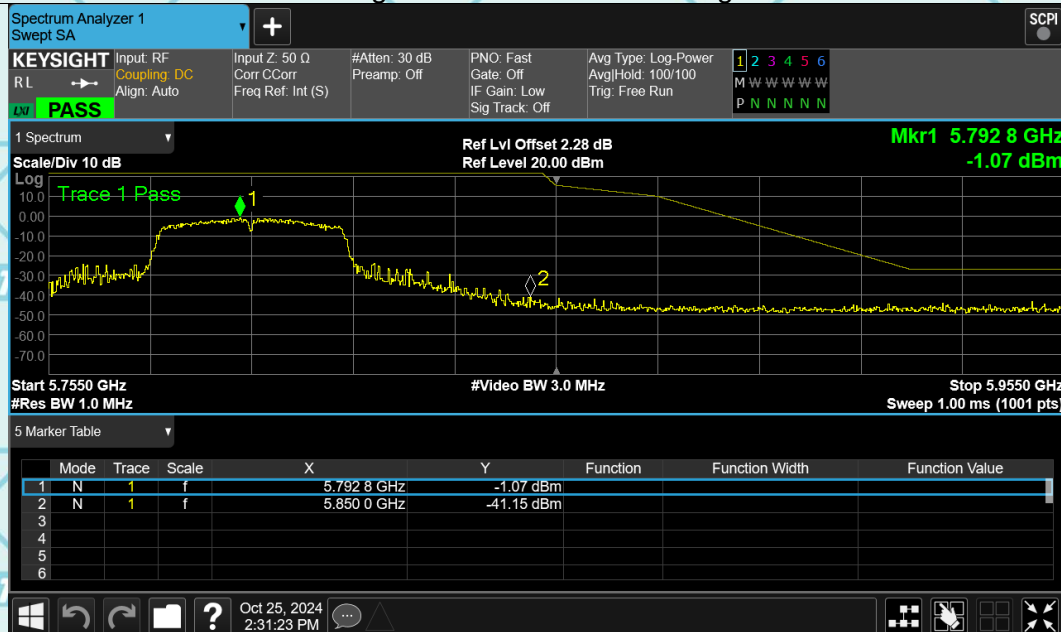 Spectrum Analyzer 1
Swept SA
+
SCPI
KEYSIGHT
RL
LXI PASS
Input: RF
Coupling: DC
Align: Auto
Input Z: 50 Ω
Corr CCorr
Freq Ref: Int (S)
#Atten: 30 dB
Preamp: Off
PNO: Fast
Gate: Off
IF Gain: Low
Sig Track: Off
Avg Type: Log-Power
Avg|Hold: 100/100
Trig: Free Run
1 2 3 4 5 6
M W W W W W
P N N N N N
1 Spectrum
Scale/Div 10 dB
Ref Lvl Offset 2.28 dB
Ref Level 20.00 dBm
Mkr1 5.792 8 GHz
-1.07 dBm
Log
Trace 1 Pass
1
2
10.0
0.00
-10.0
-20.0
-30.0
-40.0
-50.0
-60.0
-70.0
Start 5.7550 GHz
#Video BW 3.0 MHz
Stop 5.9550 GHz
#Res BW 1.0 MHz
Sweep 1.00 ms (1001 pts)
5 Marker Table
Mode Trace Scale X Y Function Function Width Function Value
1 N 1 f 5.792 8 GHz -1.07 dBm
2 N 1 f 5.850 0 GHz -41.15 dBm
3
4
5
6
? Oct 25, 2024
2:31:23 PM